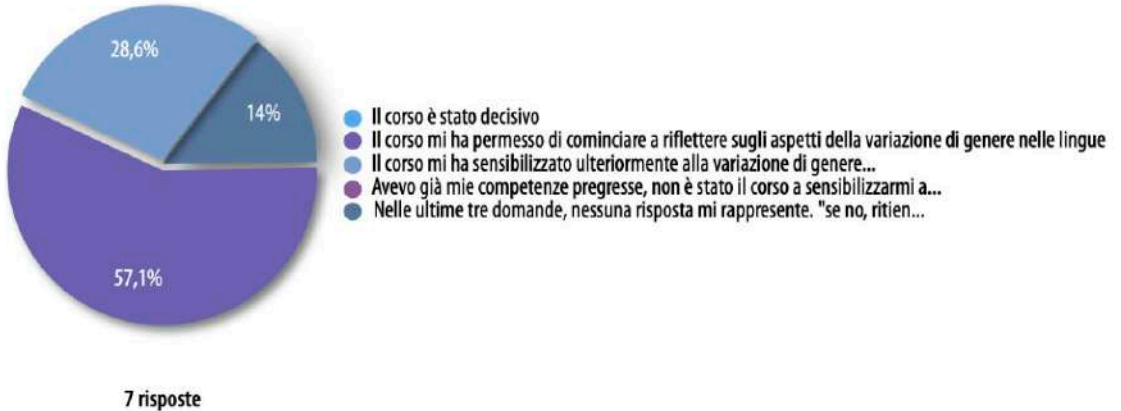 28,6%
14%
57,1%
Il corso è stato decisivo
Il corso mi ha permesso di cominciare a riflettere sugli aspetti della variazione di genere nelle lingue
Il corso mi ha sensibilizzato ulteriormente alla variazione di genere...
Avevo già mie competenze pregresse, non è stato il corso a sensibilizzarmi a...
Nelle ultime tre domande, nessuna risposta mi rappresente. "se no, ritien...
7 risposte